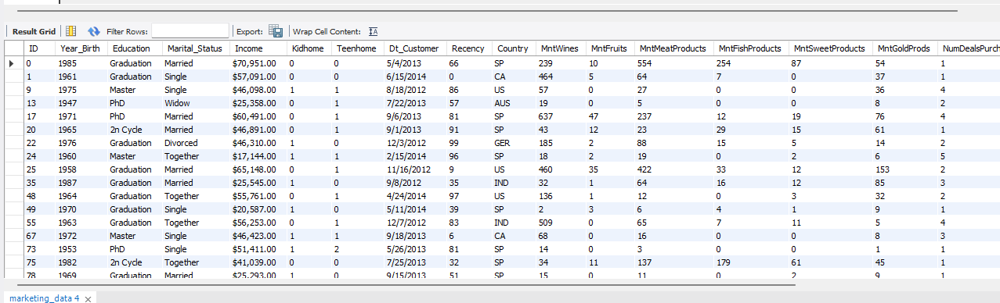 Result Grid Filter Rows: Export: Wrap Cell Content: IA
ID Year_Birth Education Marital_Status Income Kidhome Teenhome Dt_Customer Recency Country MntWines MntFruits MntMeatProducts MntFishProducts MntSweetProducts MntGoldProds NumDealsPurch
0 1985 Graduation Married $70,951.00 0 0 5/4/2013 66 SP 239 10 554 254 87 54 1
1 1961 Graduation Single $57,091.00 0 0 6/15/2014 0 CA 464 5 64 7 0 37 1
9 1975 Master Single $46,098.00 1 1 8/18/2012 86 US 57 0 27 0 0 36 4
13 1947 PhD Widow $25,358.00 0 1 7/22/2013 57 AUS 19 0 5 0 0 8 2
17 1971 PhD Married $60,491.00 0 1 9/6/2013 81 SP 637 47 237 12 19 76 4
20 1965 2n Cycle Married $46,891.00 0 1 9/1/2013 91 SP 43 12 23 29 15 61 1
22 1976 Graduation Divorced $46,310.00 1 0 12/3/2012 99 GER 185 2 88 15 5 14 2
24 1960 Master Together $17,144.00 1 1 2/15/2014 96 SP 18 2 19 0 2 6 5
25 1958 Graduation Married $65,148.00 0 1 11/16/2012 9 US 460 35 422 33 12 153 2
35 1987 Graduation Married $25,545.00 1 0 9/8/2012 35 IND 32 1 64 16 12 85 3
48 1964 Graduation Together $55,761.00 0 1 4/24/2014 97 US 136 1 12 0 3 32 2
49 1970 Graduation Single $20,587.00 1 0 5/11/2014 39 SP 2 3 6 4 1 9 1
55 1963 Graduation Together $56,253.00 0 1 12/7/2012 83 IND 509 0 65 7 11 5 4
67 1972 Master Single $46,423.00 1 1 9/18/2013 6 CA 68 0 16 0 0 8 3
73 1953 PhD Single $51,411.00 1 2 5/26/2013 81 SP 14 0 3 0 0 1 1
75 1982 2n Cycle Together $41,039.00 0 0 7/25/2013 32 SP 34 11 137 179 61 45 1
78 1969 Graduation Married $25,293.00 1 0 9/15/2013 51 SP 15 0 11 0 2 9 1
marketing_data 4